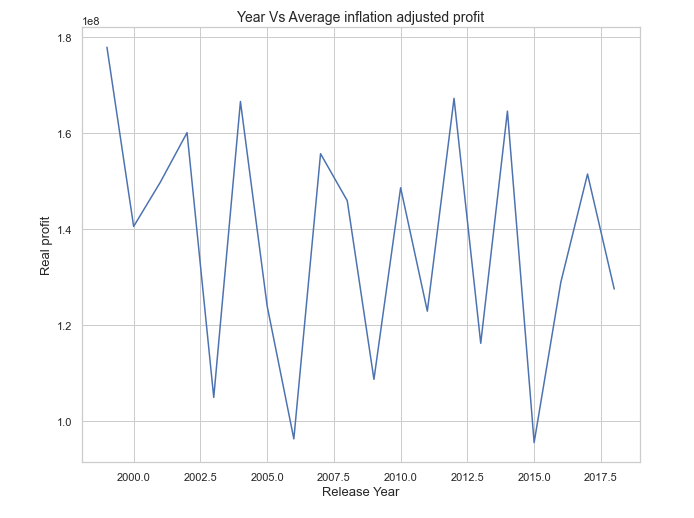 Year Vs Average inflation adjusted profit
1e8
1.8
1.6
1.4
1.2
1.0
Real profit
2000.0 2002.5 2005.0 2007.5 2010.0 2012.5 2015.0 2017.5
Release Year